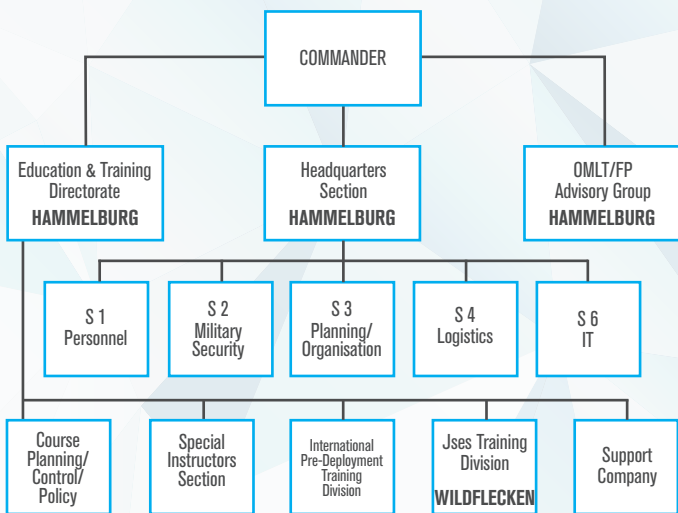 COMMANDER
Education & Training
Directorate
HAMMELBURG
Headquarters
Section
HAMMELBURG
OMLT/FP
Advisory Group
HAMMELBURG
S 1
Personnel
S 2
Military
Security
S 3
Planning/
Organisation
S 4
Logistics
S 6
IT
Course
Planning/
Control/
Policy
Special
Instructors
Section
International
Pre-Deployment
Training
Division
Jses Training
Division
WILDFLECKEN
Support
Company